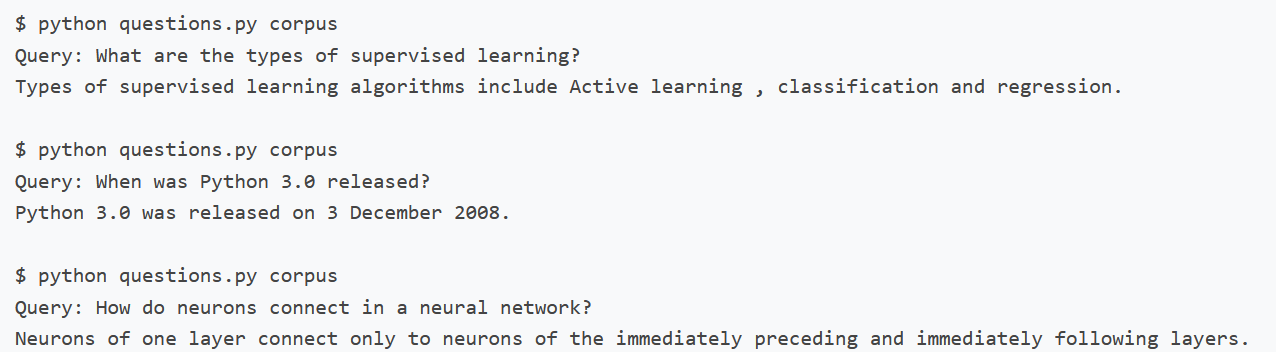 $ python questions.py corpus
Query: What are the types of supervised learning?
Types of supervised learning algorithms include Active learning , classification and regression.
$ python questions.py corpus
Query: When was Python 3.0 released?
Python 3.0 was released on 3 December 2008.
$ python questions.py corpus
Query: How do neurons connect in a neural network?
Neurons of one layer connect only to neurons of the immediately preceding and immediately following layers.